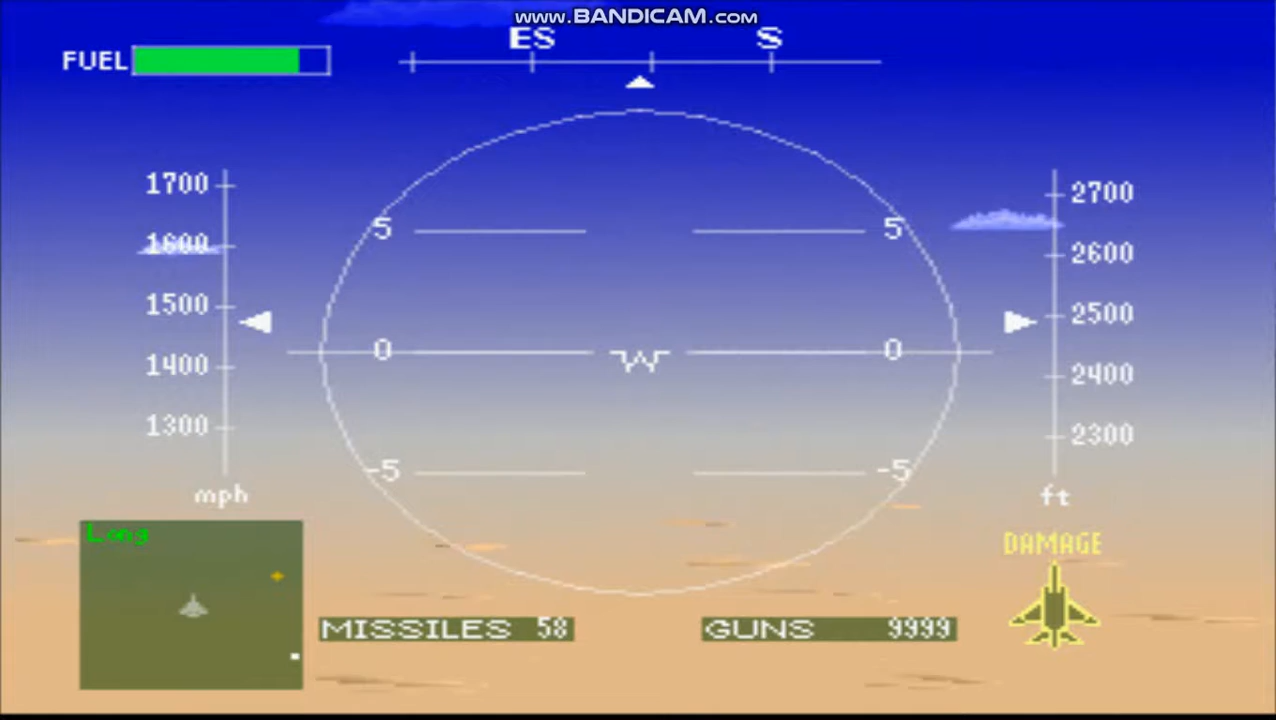 www.BANDICAM.com
FUEL
ES S
1700
1600
1500
1400
1300
mph
5 5
0 0
-5 -5
2700
2600
2500
2400
2300
ft
Long
MISSILES 58
GUNS 9999
DAMAGE